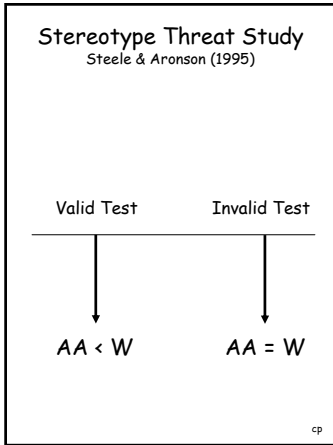 Stereotype Threat Study
Steele & Aronson (1995)
Valid Test Invalid Test
AA < W AA = W
cp